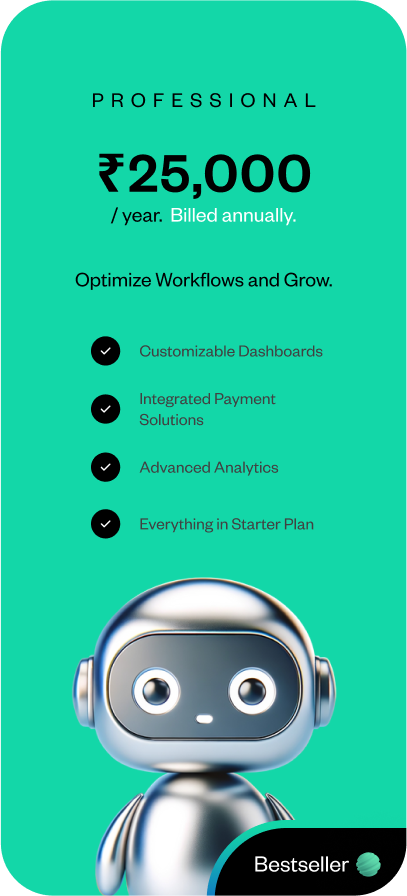 PROFESSIONAL
₹25,000
/ year. Billed annually.
Optimize Workflows and Grow.
Customizable Dashboards
Integrated Payment
Solutions
Advanced Analytics
Everything in Starter Plan
Bestseller